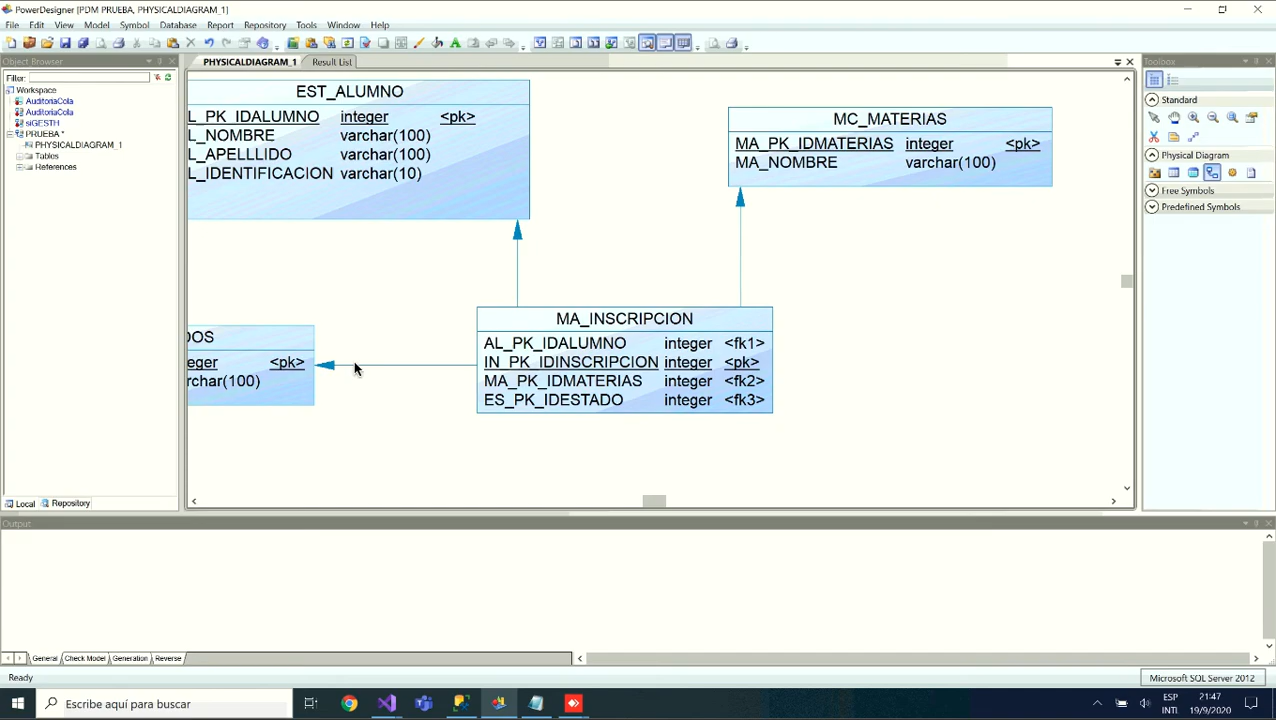 PowerDesigner [PDM PRUEBA, PHYSICALDIAGRAM_1]
File Edit View Model Symbol Database Report Repository Tools Window Help
Object Browser
Filter:
Workspace
AuditoriaCola
AuditoriaCola
siGESTH
PRUEBA *
PHYSICALDIAGRAM_1
Tables
References
Local Repository
PHYSICALDIAGRAM_1 Result List
EST_ALUMNO
L_PK_IDALUMNO integer <pk>
L_NOMBRE varchar(100)
L_APELLLIDO varchar(100)
L_IDENTIFICACION varchar(10)
MC_MATERIAS
MA_PK_IDMATERIAS integer <pk>
MA_NOMBRE varchar(100)
DOS
eger <pk>
rchar(100)
MA_INSCRIPCION
AL_PK_IDALUMNO integer <fk1>
IN_PK_IDINSCRIPCION integer <pk>
MA_PK_IDMATERIAS integer <fk2>
ES_PK_IDESTADO integer <fk3>
Toolbox
Standard
Physical Diagram
Free Symbols
Predefined Symbols
Output
General Check Model Generation Reverse
Ready
Microsoft SQL Server 2012
Escribe aquí para buscar
ESP
INTL
21:47
19/9/2020